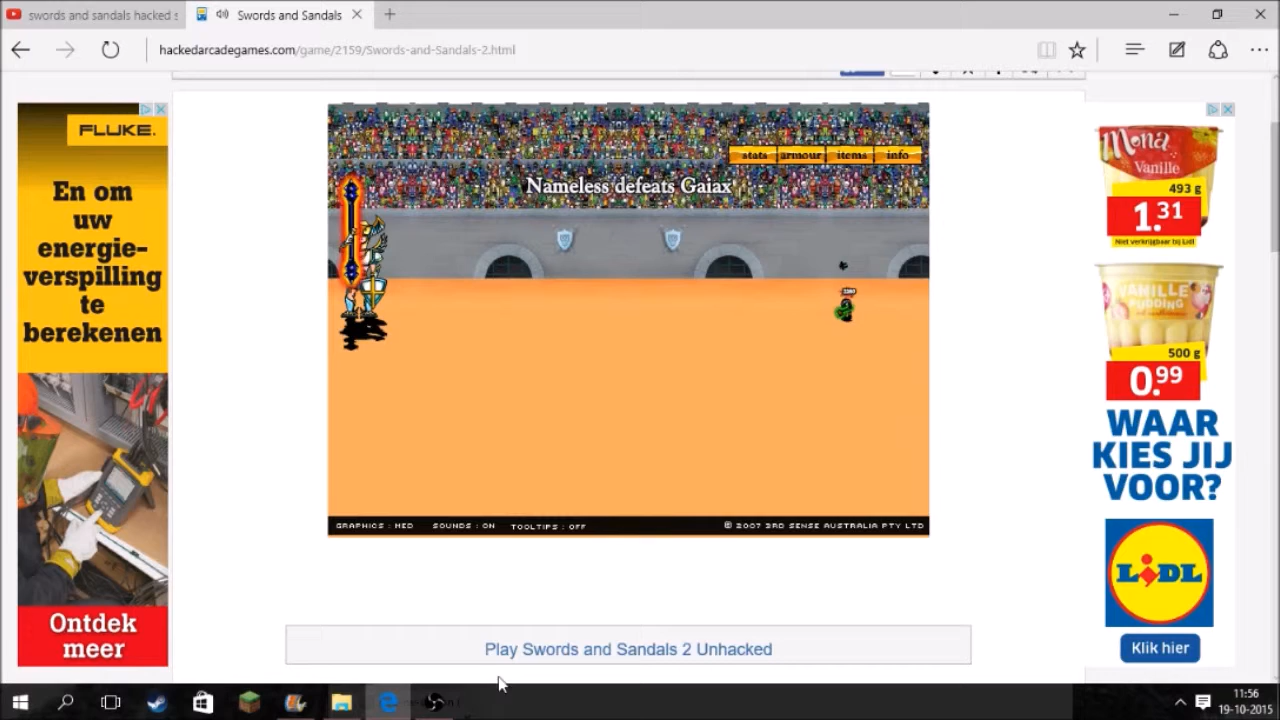 swords and sandals hacked s
Swords and Sandals
hackedarcadegames.com/game/2159/Swords-and-Sandals-2.html
FLUKE.
En om
uw
energie-
verspilling
te
berekenen
Ontdek
meer
stats armour items info
Nameless defeats Gaiax
GRAPHICS : MED SOUNDS : ON TOOLTIPS : OFF
© 2007 3RD SENSE AUSTRALIA PTY LTD
Play Swords and Sandals 2 Unhacked
Mona
Vanille
493 g
1.31
Niet verkrijgbaar bij Lidl
VANILLE
PUDDING
500 g
0.99
WAAR
KIES JIJ
VOOR?
LIDL
Klik hier
11:56
19-10-2015